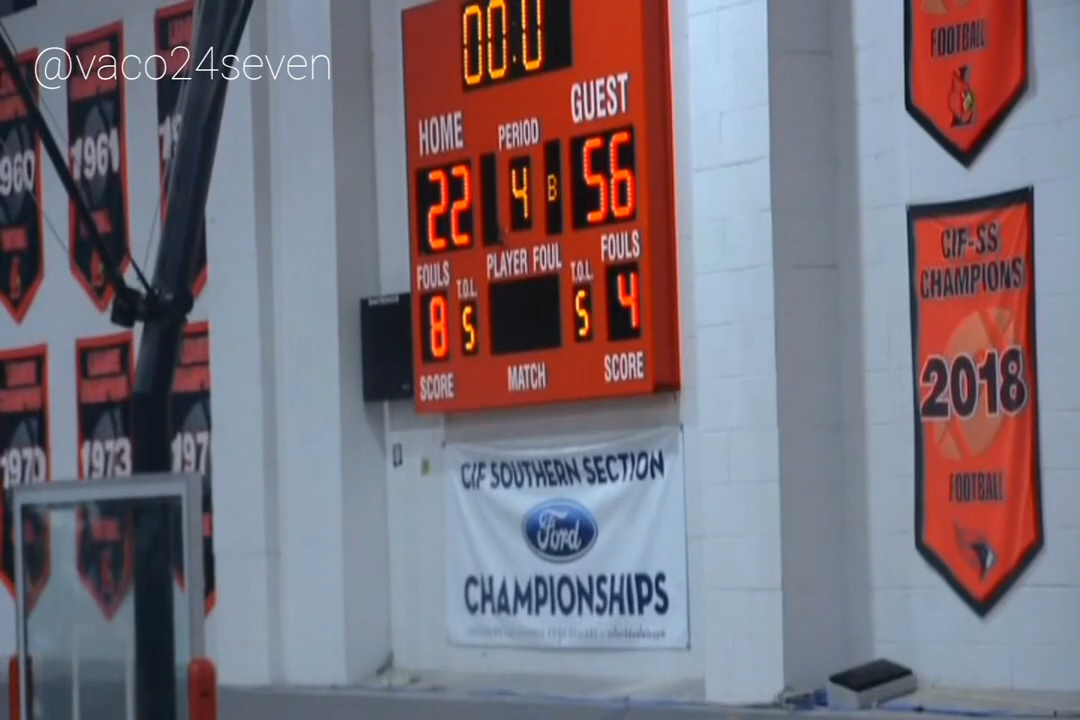 @vaco24seven
00:0
HOME
PERIOD
GUEST
22
4
B
56
FOULS
T.O.L.
PLAYER FOUL
T.O.L.
FOULS
8
5
5
4
SCORE
MATCH
SCORE
CIF SOUTHERN SECTION
Ford
CHAMPIONSHIPS
FOOTBALL
CIF-SS
CHAMPIONS
2018
FOOTBALL
1960
1961
1970
1973
197